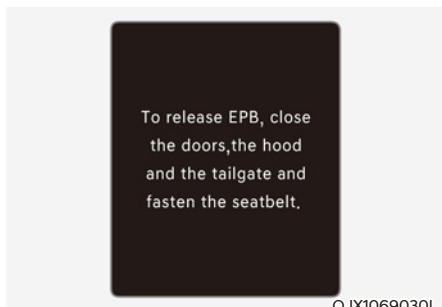 To release EPB, close
the doors,the hood
and the tailgate and
fasten the seatbelt.
OJX1069030L